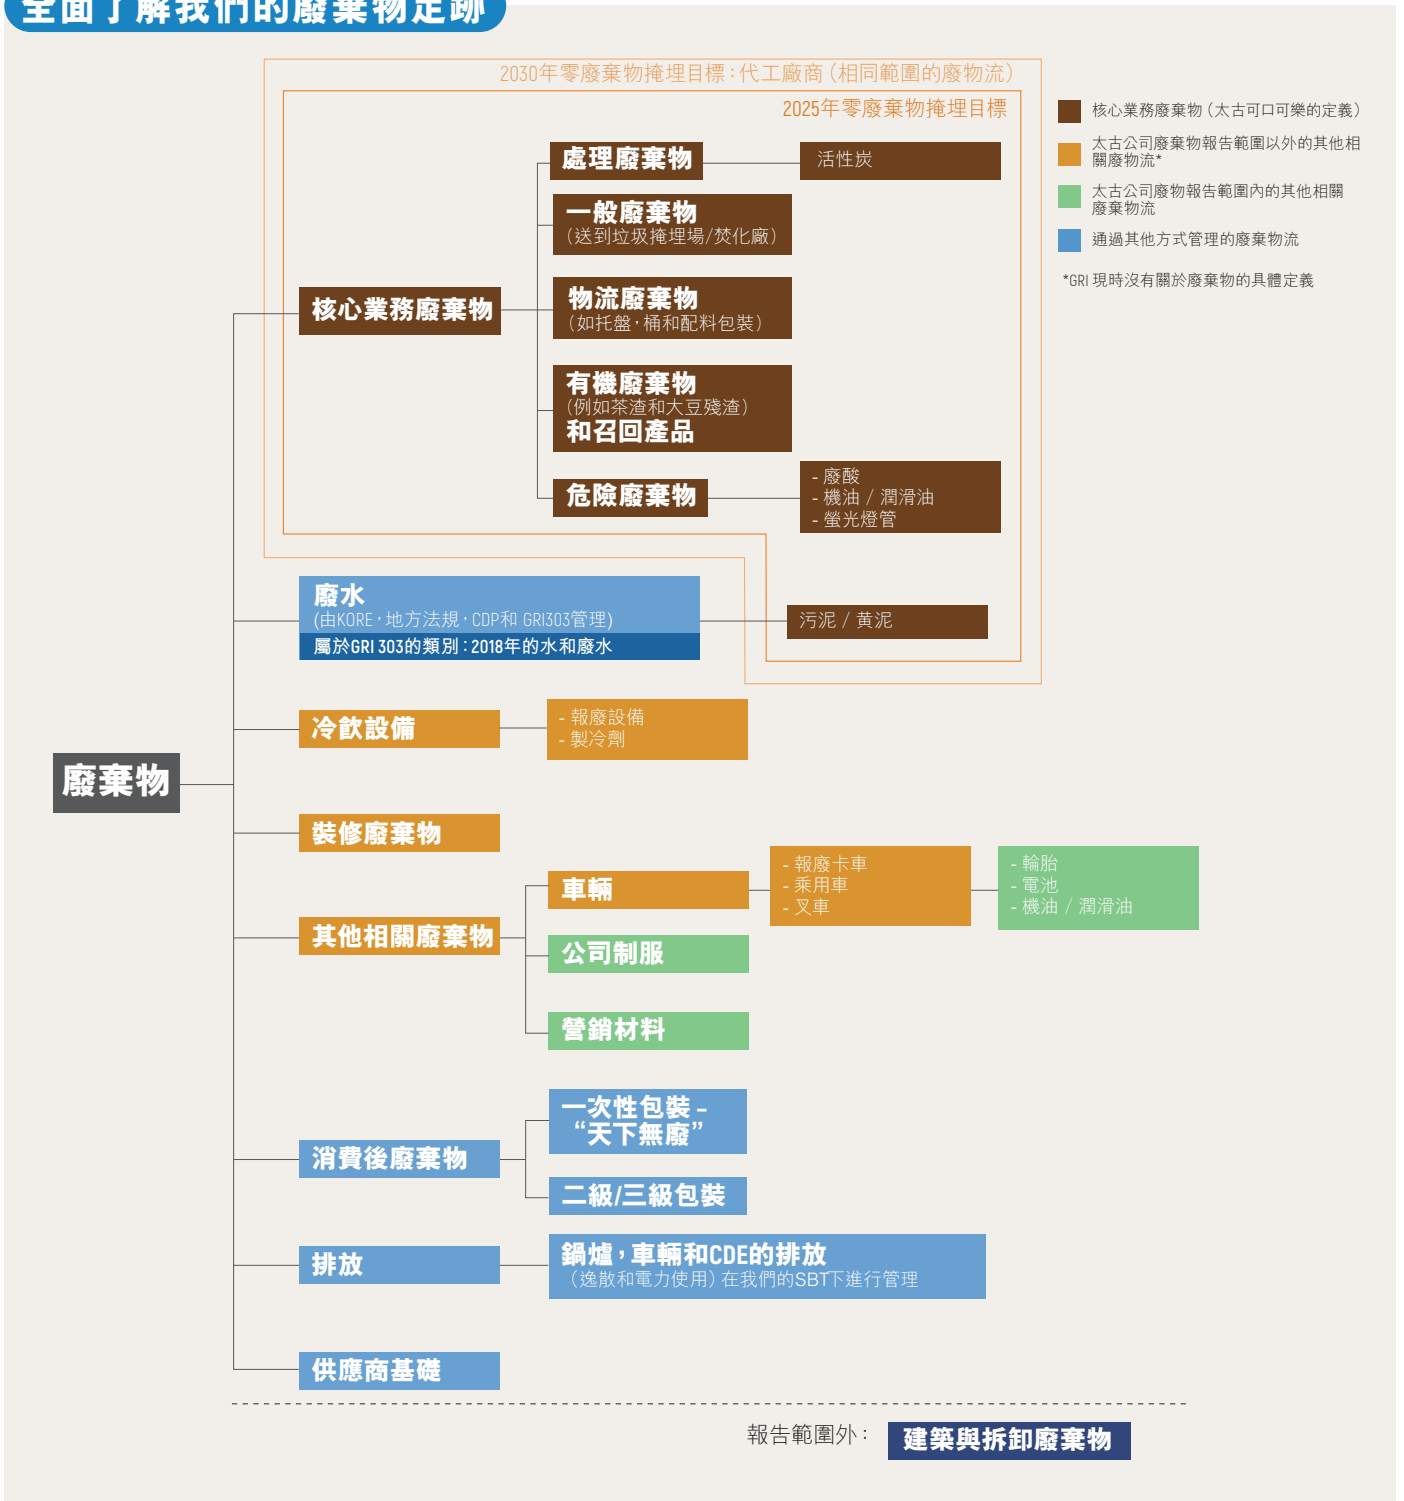 全面了解我們的廢棄物足跡
2030年零廢棄物掩埋目標：代工廠商（相同範圍的廢物流）
2025年零廢棄物掩埋目標
核心業務廢棄物（太古可口可樂的定義）
太古公司廢棄物報告範圍以外的其他相
關廢物流*
太古公司廢物報告範圍內的其他相關
廢棄物流
通過其他方式管理的廢棄物流
*GRI 現時沒有關於廢棄物的具體定義
處理廢棄物
活性炭
一般廢棄物
（送到垃圾掩埋場/焚化廠）
物流廢棄物
（如托盤，桶和配料包裝）
核心業務廢棄物
有機廢棄物
（例如茶渣和大豆殘渣）
和召回產品
危險廢棄物
- 廢酸
- 機油 / 潤滑油
- 螢光燈管
廢水
(由KORE，地方法規，CDP和 GRI303管理)
屬於GRI 303的類別：2018年的水和廢水
污泥 / 黃泥
冷飲設備
- 報廢設備
- 製冷劑
廢棄物
裝修廢棄物
其他相關廢棄物
車輛
- 報廢卡車
- 乘用車
- 叉車
- 輪胎
- 電池
- 機油 / 潤滑油
公司制服
營銷材料
消費後廢棄物
一次性包裝 –
“天下無廢”
二級/三級包裝
排放
鍋爐，車輛和CDE的排放
（逸散和電力使用）在我們的SBT下進行管理
供應商基礎
報告範圍外：
建築與拆卸廢棄物